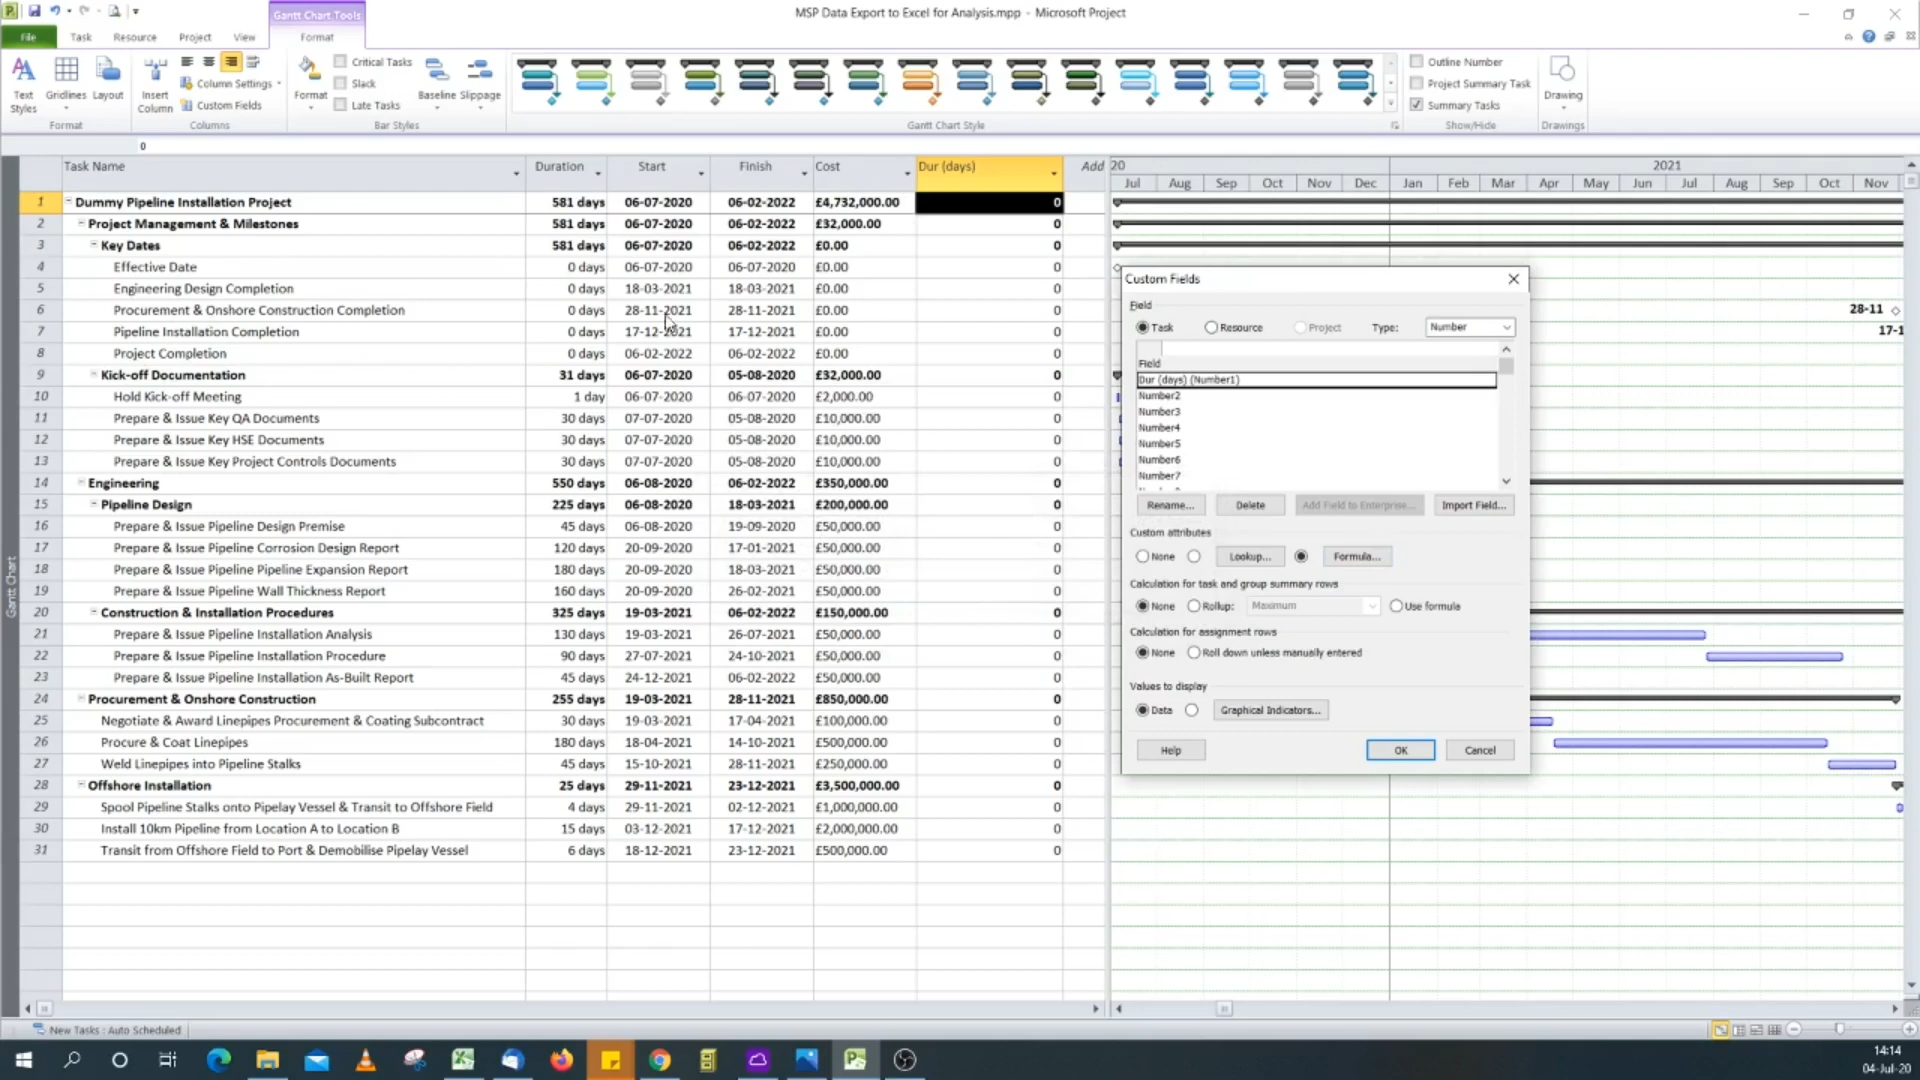 Gantt Chart Tools
MSP Data Export to Excel for Analysis.mpp - Microsoft Project
File Task Resource Project View Format
Text Styles
Gridlines
Layout
Format
Insert Column
Column Settings
Custom Fields
Columns
Format
Critical Tasks
Slack
Late Tasks
Baseline Slippage
Bar Styles
Gantt Chart Style
Outline Number
Project Summary Task
Summary Tasks
Show/Hide
Drawing
Drawings
0
Task Name Duration Start Finish Cost Dur (days) Add
1 Dummy Pipeline Installation Project 581 days 06-07-2020 06-02-2022 £4,732,000.00 0
2 Project Management & Milestones 581 days 06-07-2020 06-02-2022 £32,000.00 0
3 Key Dates 581 days 06-07-2020 06-02-2022 £0.00 0
4 Effective Date 0 days 06-07-2020 06-07-2020 £0.00 0
5 Engineering Design Completion 0 days 18-03-2021 18-03-2021 £0.00 0
6 Procurement & Onshore Construction Completion 0 days 28-11-2021 28-11-2021 £0.00 0
7 Pipeline Installation Completion 0 days 17-12-2021 17-12-2021 £0.00 0
8 Project Completion 0 days 06-02-2022 06-02-2022 £0.00 0
9 Kick-off Documentation 31 days 06-07-2020 05-08-2020 £32,000.00 0
10 Hold Kick-off Meeting 1 day 06-07-2020 06-07-2020 £2,000.00 0
11 Prepare & Issue Key QA Documents 30 days 07-07-2020 05-08-2020 £10,000.00 0
12 Prepare & Issue Key HSE Documents 30 days 07-07-2020 05-08-2020 £10,000.00 0
13 Prepare & Issue Key Project Controls Documents 30 days 07-07-2020 05-08-2020 £10,000.00 0
14 Engineering 550 days 06-08-2020 06-02-2022 £350,000.00 0
15 Pipeline Design 225 days 06-08-2020 18-03-2021 £200,000.00 0
16 Prepare & Issue Pipeline Design Premise 45 days 06-08-2020 19-09-2020 £50,000.00 0
17 Prepare & Issue Pipeline Corrosion Design Report 120 days 20-09-2020 17-01-2021 £50,000.00 0
18 Prepare & Issue Pipeline Pipeline Expansion Report 180 days 20-09-2020 18-03-2021 £50,000.00 0
19 Prepare & Issue Pipeline Wall Thickness Report 160 days 20-09-2020 26-02-2021 £50,000.00 0
20 Construction & Installation Procedures 325 days 19-03-2021 06-02-2022 £150,000.00 0
21 Prepare & Issue Pipeline Installation Analysis 130 days 19-03-2021 26-07-2021 £50,000.00 0
22 Prepare & Issue Pipeline Installation Procedure 90 days 27-07-2021 24-10-2021 £50,000.00 0
23 Prepare & Issue Pipeline Installation As-Built Report 45 days 24-12-2021 06-02-2022 £50,000.00 0
24 Procurement & Onshore Construction 255 days 19-03-2021 28-11-2021 £850,000.00 0
25 Negotiate & Award Linepipes Procurement & Coating Subcontract 30 days 19-03-2021 17-04-2021 £100,000.00 0
26 Procure & Coat Linepipes 180 days 18-04-2021 14-10-2021 £500,000.00 0
27 Weld Linepipes into Pipeline Stalks 45 days 15-10-2021 28-11-2021 £250,000.00 0
28 Offshore Installation 25 days 29-11-2021 23-12-2021 £3,500,000.00 0
29 Spool Pipeline Stalks onto Pipelay Vessel & Transit to Offshore Field 4 days 29-11-2021 02-12-2021 £1,000,000.00 0
30 Install 10km Pipeline from Location A to Location B 15 days 03-12-2021 17-12-2021 £2,000,000.00 0
31 Transit from Offshore Field to Port & Demobilise Pipelay Vessel 6 days 18-12-2021 23-12-2021 £500,000.00 0
Gantt Chart
20 2021
Jul Aug Sep Oct Nov Dec Jan Feb Mar Apr May Jun Jul Aug Sep Oct Nov
28-11
17-1
Custom Fields
Field
Task Resource Project Type: Number
Field
Dur (days) (Number1)
Number2
Number3
Number4
Number5
Number6
Number7
Rename... Delete Add Field to Enterprise... Import Field...
Custom attributes
None Lookup... Formula...
Calculation for task and group summary rows
None Rollup: Maximum Use formula
Calculation for assignment rows
None Roll down unless manually entered
Values to display
Data Graphical Indicators...
Help OK Cancel
New Tasks : Auto Scheduled
14:14
04-Jul-20